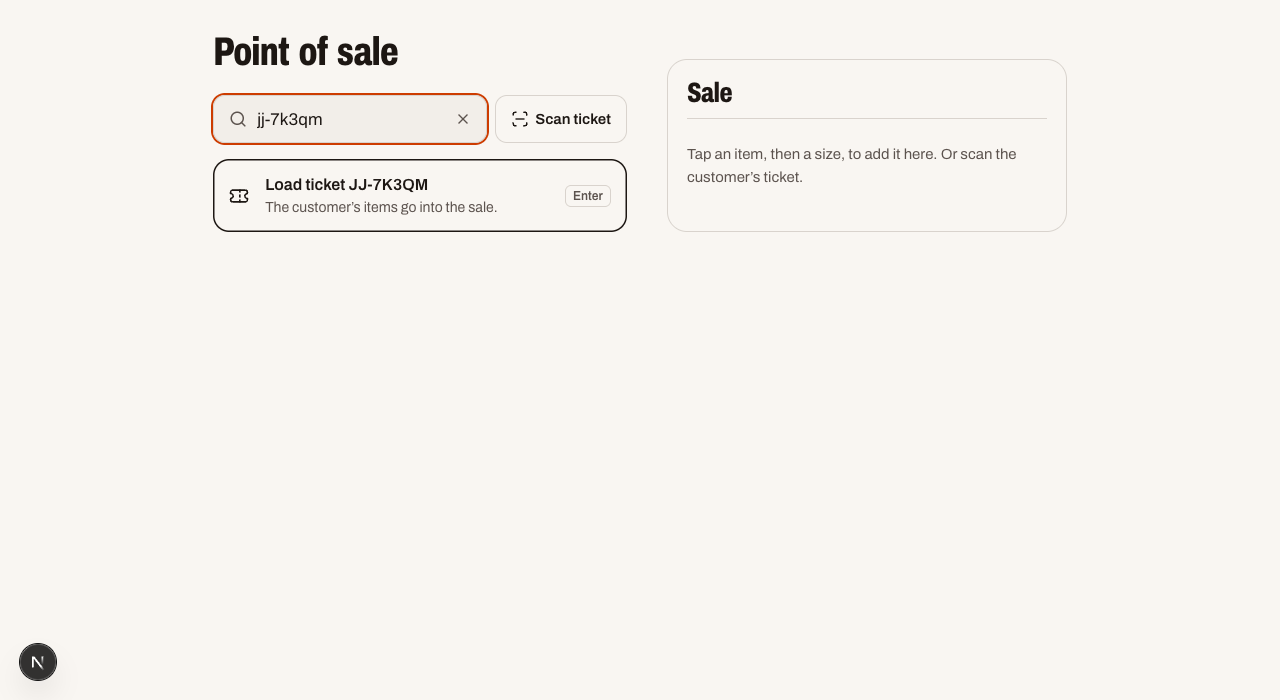 Point of sale
jj-7k3qm
Scan ticket
Load ticket JJ-7K3QM
The customer’s items go into the sale.
Enter
Sale
Tap an item, then a size, to add it here. Or scan the
customer’s ticket.
N